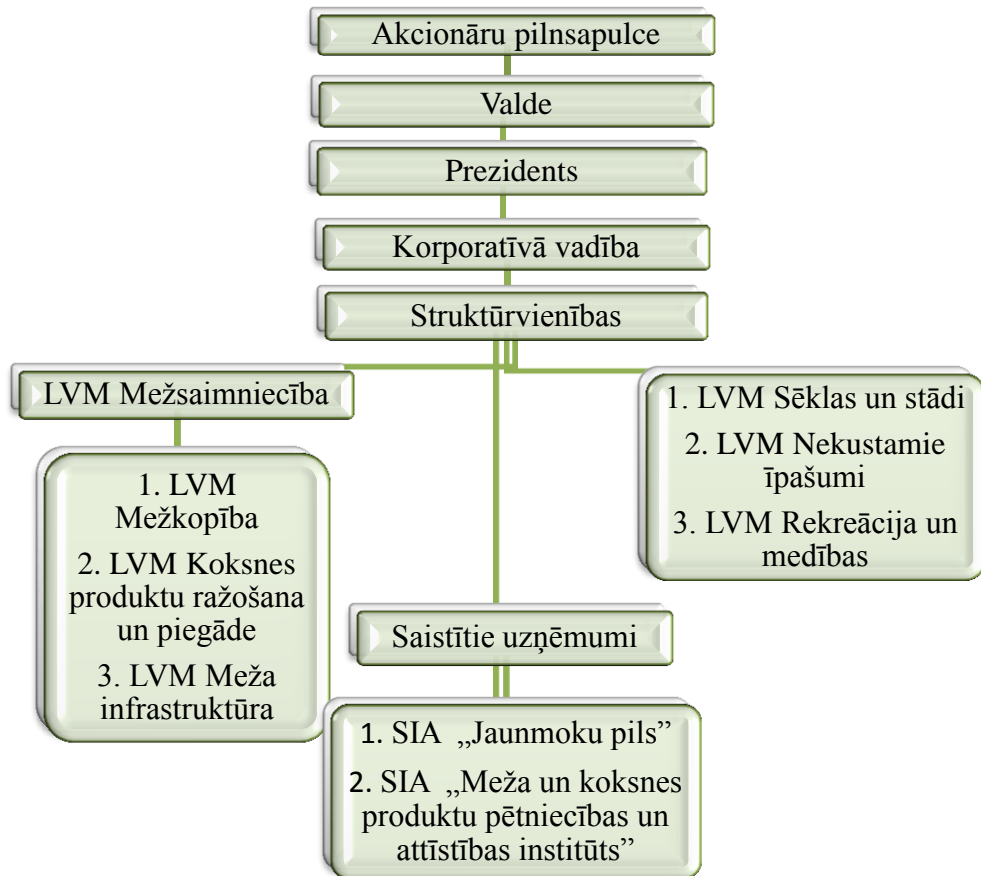 Akcionāru pilnsapulce
Valde
Prezidents
Korporatīvā vadība
Struktūrvienības
LVM Mežsaimniecība
1. LVM
Mežkopība
2. LVM Koksnes
produktu ražošana
un piegāde
3. LVM Meža
infrastruktūra
1. LVM Sēklas un stādi
2. LVM Nekustamie
īpašumi
3. LVM Rekreācija un
medības
Saistītie uzņēmumi
1. SIA „Jaunmoku pils”
2. SIA „Meža un koksnes
produktu pētniecības un
attīstības institūts”